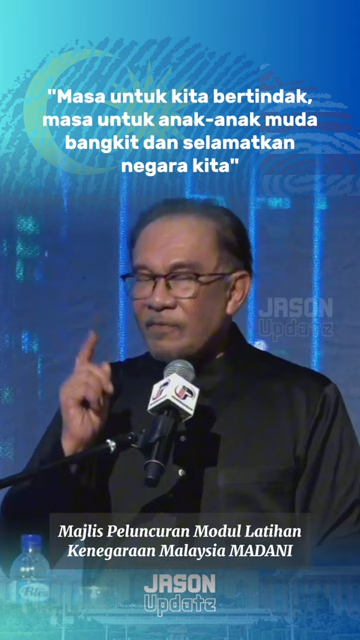 "Masa untuk kita bertindak,
masa untuk anak-anak muda
bangkit dan selamatkan
negara kita"
JASON
Update
Majlis Peluncuran Modul Latihan
Kenegaraan Malaysia MADANI
JASON
Update